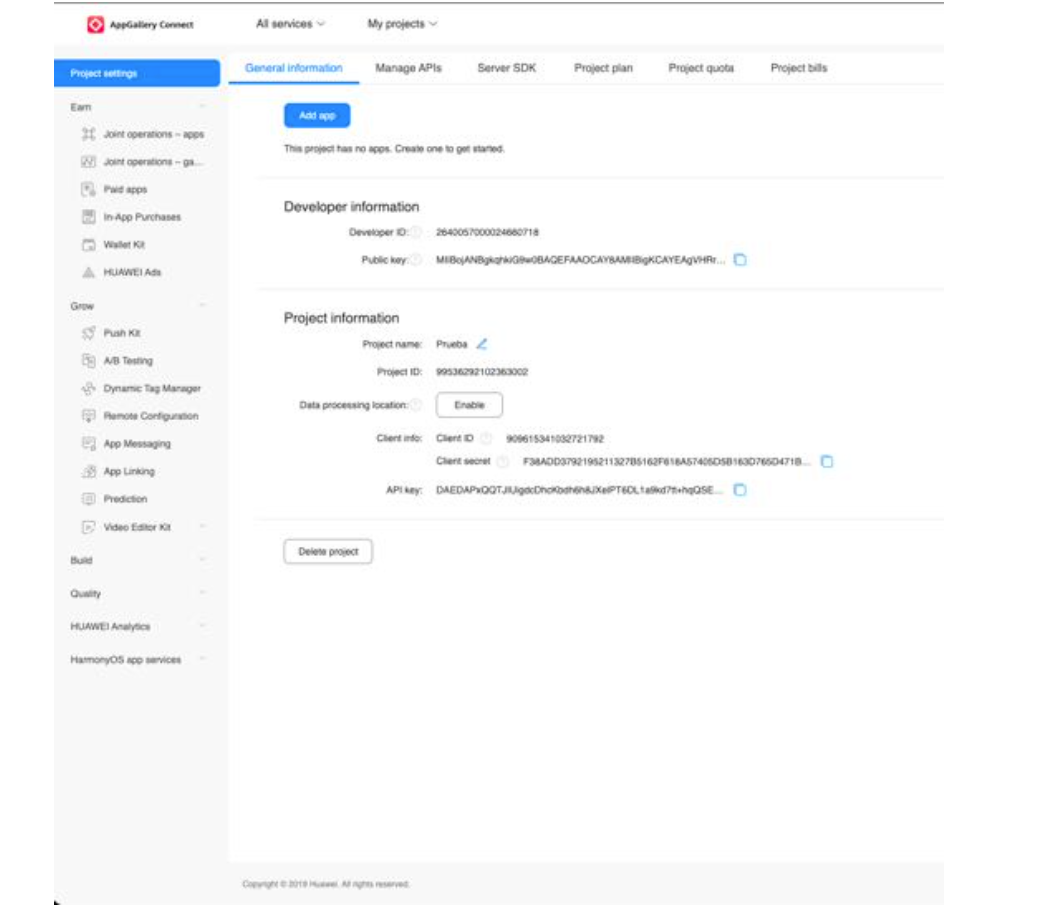 AppGallery Connect
All services
My projects
Project settings
General information
Manage APIs
Server SDK
Project plan
Project quota
Project bills
Earn
Joint operations – apps
Joint operations – ga...
Paid apps
In-App Purchases
Wallet Kit
HUAWEI Ads
Grow
Push Kit
A/B Testing
Dynamic Tag Manager
Remote Configuration
App Messaging
App Linking
Prediction
Video Editor Kit
Build
Quality
HUAWEI Analytics
HarmonyOS app services
Add app
This project has no apps. Create one to get started.
Developer information
Developer ID: 2640057000024660718
Public key:
Project information
Project name: Prueba
Project ID: 99536292102363002
Data processing location: Enable
Client info: Client ID 909615341032721792
Client secret
API key:
Delete project
Copyright © 2019 Huawei. All rights reserved.